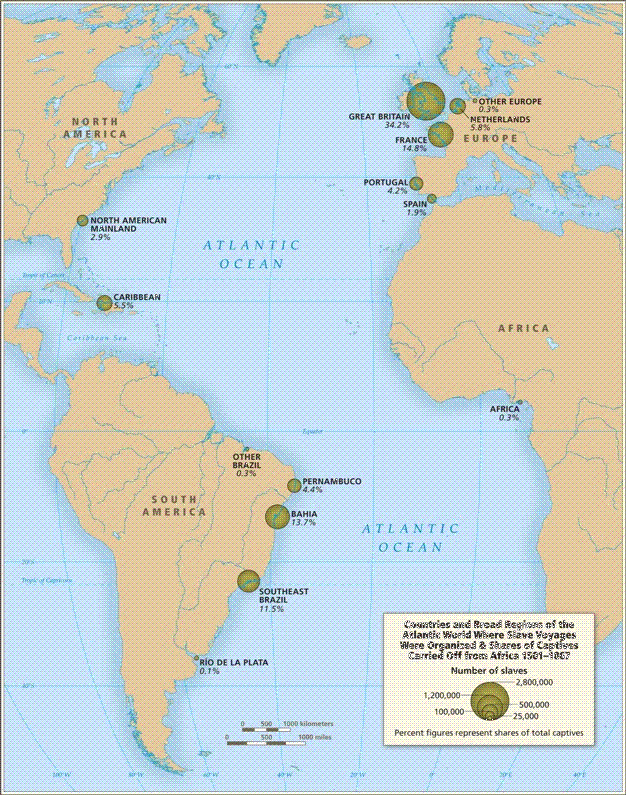 60°N
NORTH
AMERICA
GREAT BRITAIN
34.2%
OTHER EUROPE
0.3%
NETHERLANDS
5.8%
FRANCE
14.8%
EUROPE
40°N
PORTUGAL
4.2%
SPAIN
1.9%
Mediterranean Sea
NORTH AMERICAN
MAINLAND
2.9%
ATLANTIC
OCEAN
Tropic of Cancer
CARIBBEAN
5.5%
Caribbean Sea
AFRICA
AFRICA
0.3%
0°
Equator
OTHER
BRAZIL
0.3%
PERNAMBUCO
4.4%
SOUTH
AMERICA
BAHIA
13.7%
ATLANTIC
OCEAN
20°S
Tropic of Capricorn
SOUTHEAST
BRAZIL
11.5%
RÍO DE LA PLATA
0.1%
40°S
Countries and Broad Regions of the
Atlantic World Where Slave Voyages
Were Organized & Shares of Captives
Carried Off from Africa 1501–1867
Number of slaves
2,800,000
1,200,000
500,000
100,000
25,000
Percent figures represent shares of total captives
0 500 1000 kilometers
0 500 1000 miles
100°W 80°W 60°W 40°W 20°W 0° 20°E 40°E